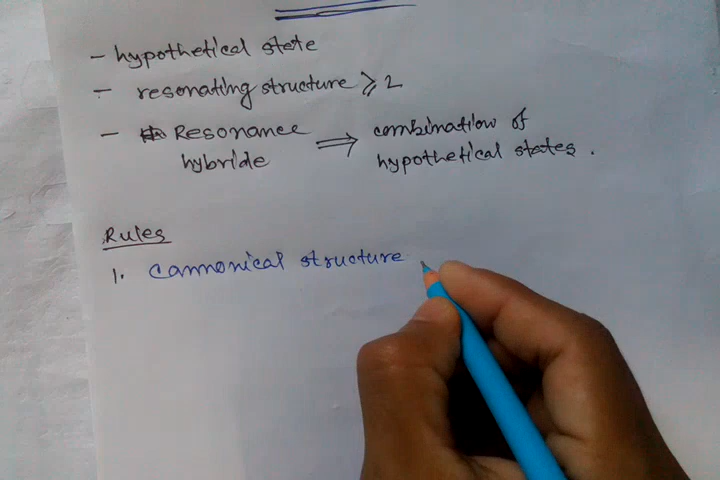 - hypothetical state
- resonating structure ⩾ 2
- Resonance ⟹ combination of
hybride hypothetical states.
Rules
1. Cannonical structure